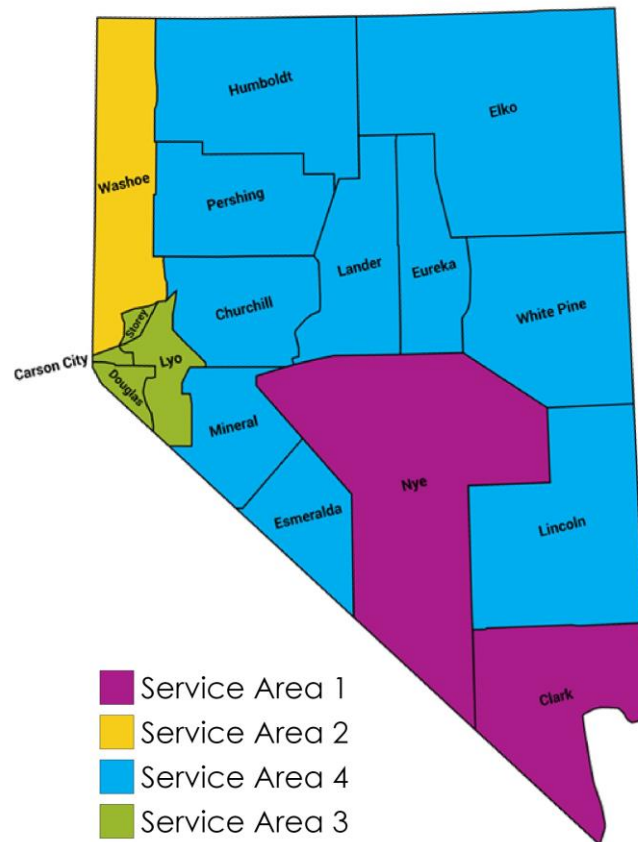 Humboldt
Elko
Washoe
Pershing
Lander
Eureka
Churchill
White Pine
Storey
Carson City
Lyo
Douglas
Mineral
Nye
Esmeralda
Lincoln
Clark
Service Area 1
Service Area 2
Service Area 4
Service Area 3